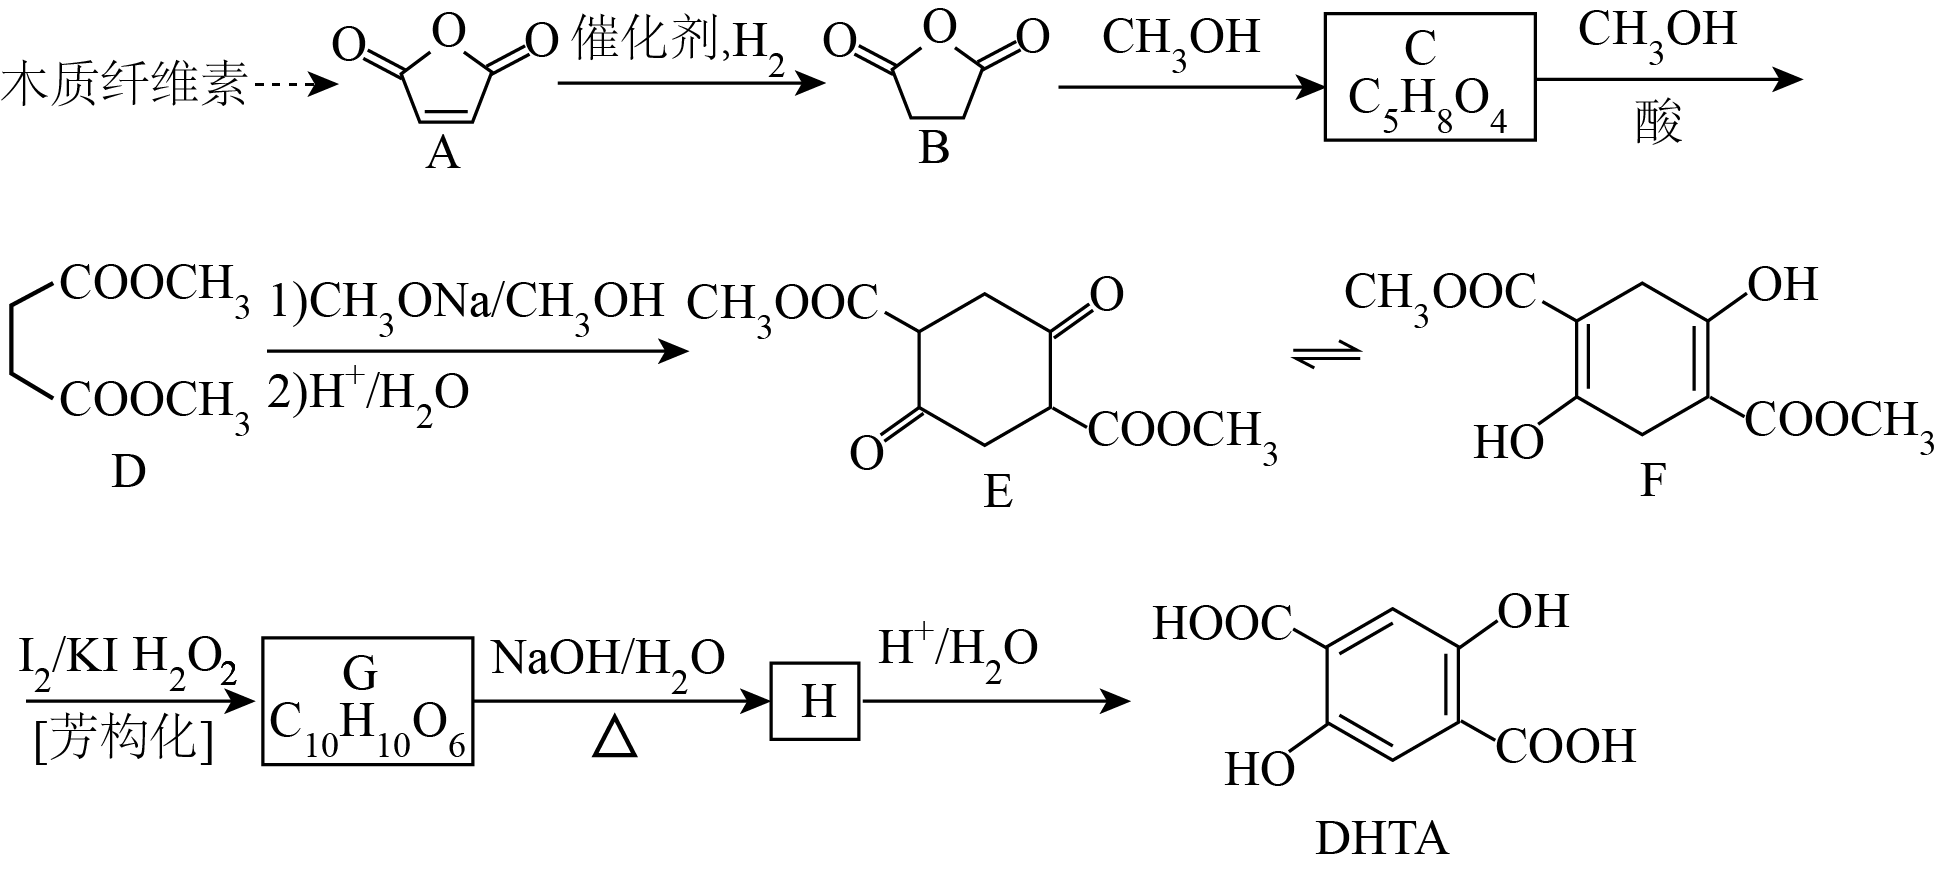 木质纤维素
O O O
A
催化剂,H2
O O O
B
CH3OH
C
C5H8O4
CH3OH
酸
COOCH3
COOCH3
D
1)CH3ONa/CH3OH
2)H+/H2O
CH3OOC
O
O
COOCH3
E
CH3OOC
OH
HO
COOCH3
F
I2/KI H2O2
[芳构化]
G
C10H10O6
NaOH/H2O
△
H
H+/H2O
HOOC
OH
HO
COOH
DHTA